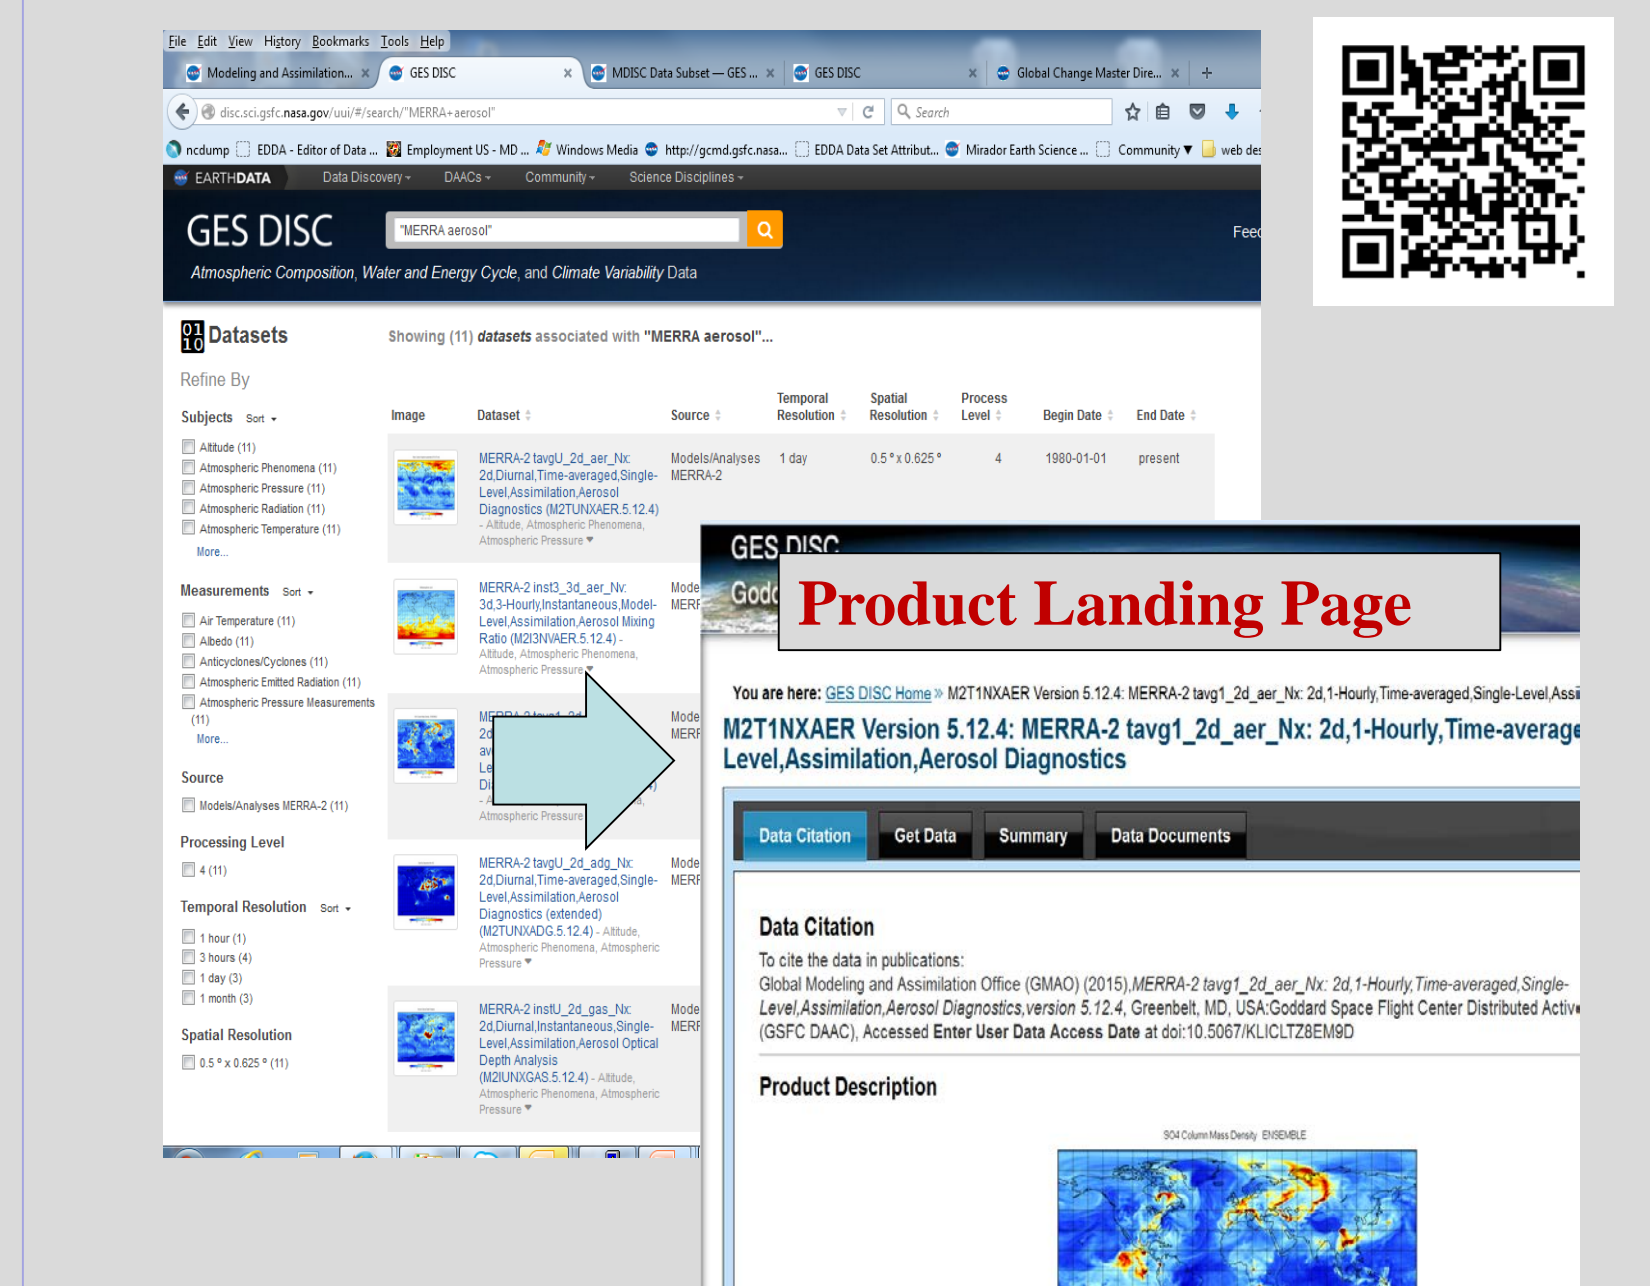 File Edit View History Bookmarks Tools Help
Modeling and Assimilation... × GES DISC × MDISC Data Subset — GES ... × GES DISC × Global Change Master Dire... × +
disc.sci.gsfc.nasa.gov/uui/#/search/"MERRA+aerosol" Search
ncdump EDDA - Editor of Data ... Employment US - MD ... Windows Media http://gcmd.gsfc.nasa... EDDA Data Set Attribut... Mirador Earth Science ... Community ▼ web des
EARTHDATA Data Discovery DAACs Community Science Disciplines
GES DISC "MERRA aerosol" Feed
Atmospheric Composition, Water and Energy Cycle, and Climate Variability Data
01
10 Datasets
Showing (11) datasets associated with "MERRA aerosol"...
Refine By
Subjects Sort
Altitude (11)
Atmospheric Phenomena (11)
Atmospheric Pressure (11)
Atmospheric Radiation (11)
Atmospheric Temperature (11)
More...
Measurements Sort
Air Temperature (11)
Albedo (11)
Anticyclones/Cyclones (11)
Atmospheric Emitted Radiation (11)
Atmospheric Pressure Measurements
(11)
More...
Source
Models/Analyses MERRA-2 (11)
Processing Level
4 (11)
Temporal Resolution Sort
1 hour (1)
3 hours (4)
1 day (3)
1 month (3)
Spatial Resolution
0.5 º x 0.625 º (11)
Image Dataset Source Temporal Resolution Spatial Resolution Process Level Begin Date End Date
MERRA-2 tavgU_2d_aer_Nx: Models/Analyses 1 day 0.5 º x 0.625 º 4 1980-01-01 present
2d,Diurnal,Time-averaged,Single- MERRA-2
Level,Assimilation,Aerosol
Diagnostics (M2TUNXAER.5.12.4)
- Altitude, Atmospheric Phenomena,
Atmospheric Pressure
MERRA-2 inst3_3d_aer_Nv: Mode
3d,3-Hourly,Instantaneous,Model- MERR
Level,Assimilation,Aerosol Mixing
Ratio (M2I3NVAER.5.12.4) -
Altitude, Atmospheric Phenomena,
Atmospheric Pressure
Mode
MERR
Atmospheric Pressure
MERRA-2 tavgU_2d_adg_Nx: Mode
2d,Diurnal,Time-averaged,Single- MERR
Level,Assimilation,Aerosol
Diagnostics (extended)
(M2TUNXADG.5.12.4) - Altitude,
Atmospheric Phenomena, Atmospheric
Pressure
MERRA-2 instU_2d_gas_Nx: Mode
2d,Diurnal,Instantaneous,Single- MERR
Level,Assimilation,Aerosol Optical
Depth Analysis
(M2IUNXGAS.5.12.4) - Altitude,
Atmospheric Phenomena, Atmospheric
Pressure
GES DISC
Godd
Product Landing Page
You are here: GES DISC Home » M2T1NXAER Version 5.12.4: MERRA-2 tavg1_2d_aer_Nx: 2d,1-Hourly,Time-averaged,Single-Level,Assi
M2T1NXAER Version 5.12.4: MERRA-2 tavg1_2d_aer_Nx: 2d,1-Hourly,Time-average
Level,Assimilation,Aerosol Diagnostics
Data Citation Get Data Summary Data Documents
Data Citation
To cite the data in publications:
Global Modeling and Assimilation Office (GMAO) (2015),MERRA-2 tavg1_2d_aer_Nx: 2d,1-Hourly,Time-averaged,Single-
Level,Assimilation,Aerosol Diagnostics,version 5.12.4, Greenbelt, MD, USA:Goddard Space Flight Center Distributed Active
(GSFC DAAC), Accessed Enter User Data Access Date at doi:10.5067/KLICLTZ8EM9D
Product Description
SO4 Column Mass Density ENSEMBLE